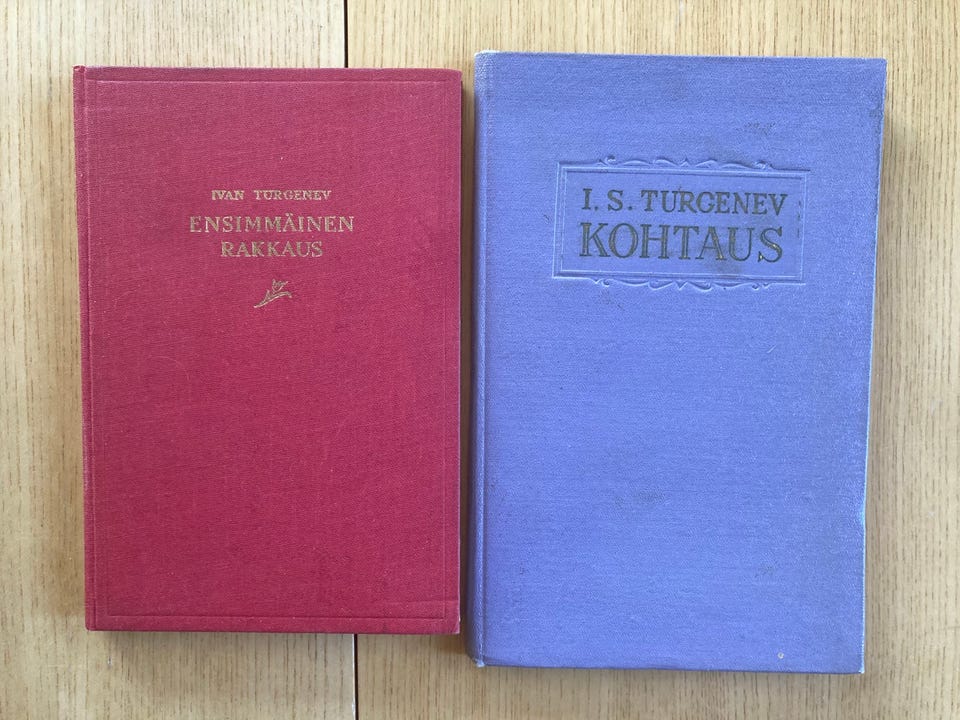 IVAN TURGENEV
ENSIMMÄINEN
RAKKAUS
I. S. TURGENEV
KOHTAUS